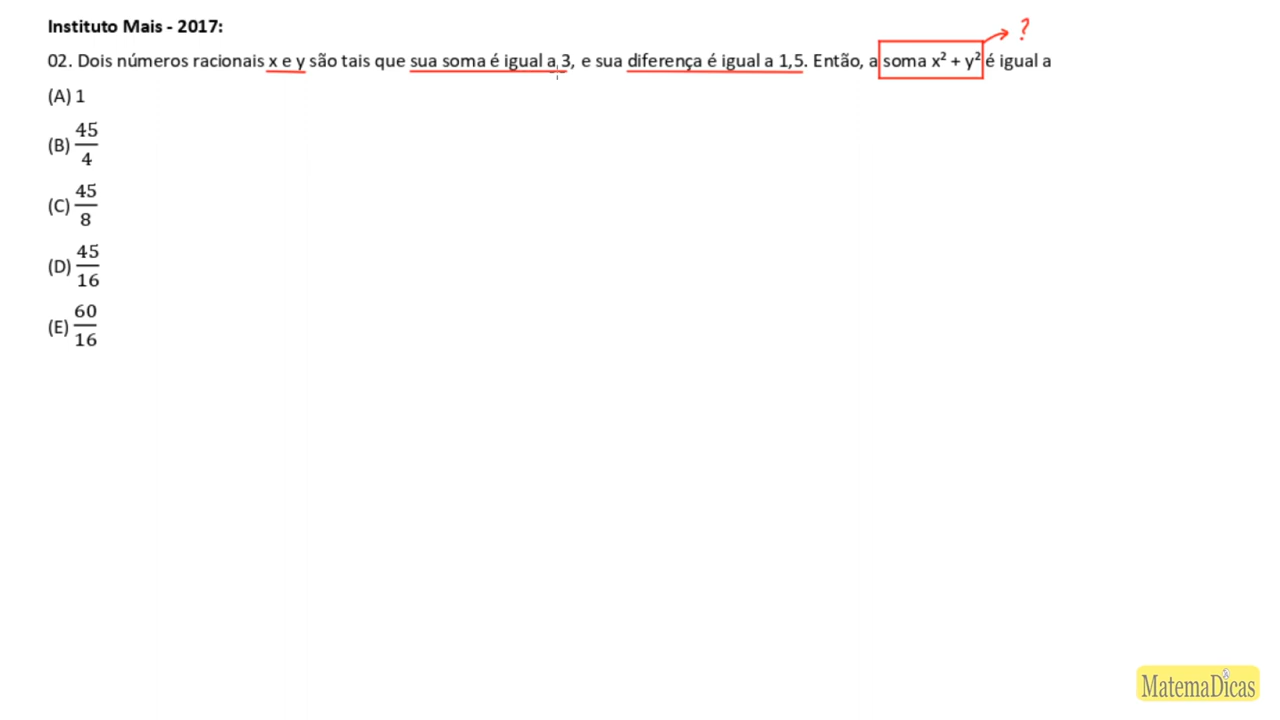 Instituto Mais - 2017:
?
02. Dois números racionais x e y são tais que sua soma é igual a 3, e sua diferença é igual a 1,5. Então, a soma x² + y² é igual a
(A) 1
(B) 45/4
(C) 45/8
(D) 45/16
(E) 60/16
MatemaDicas